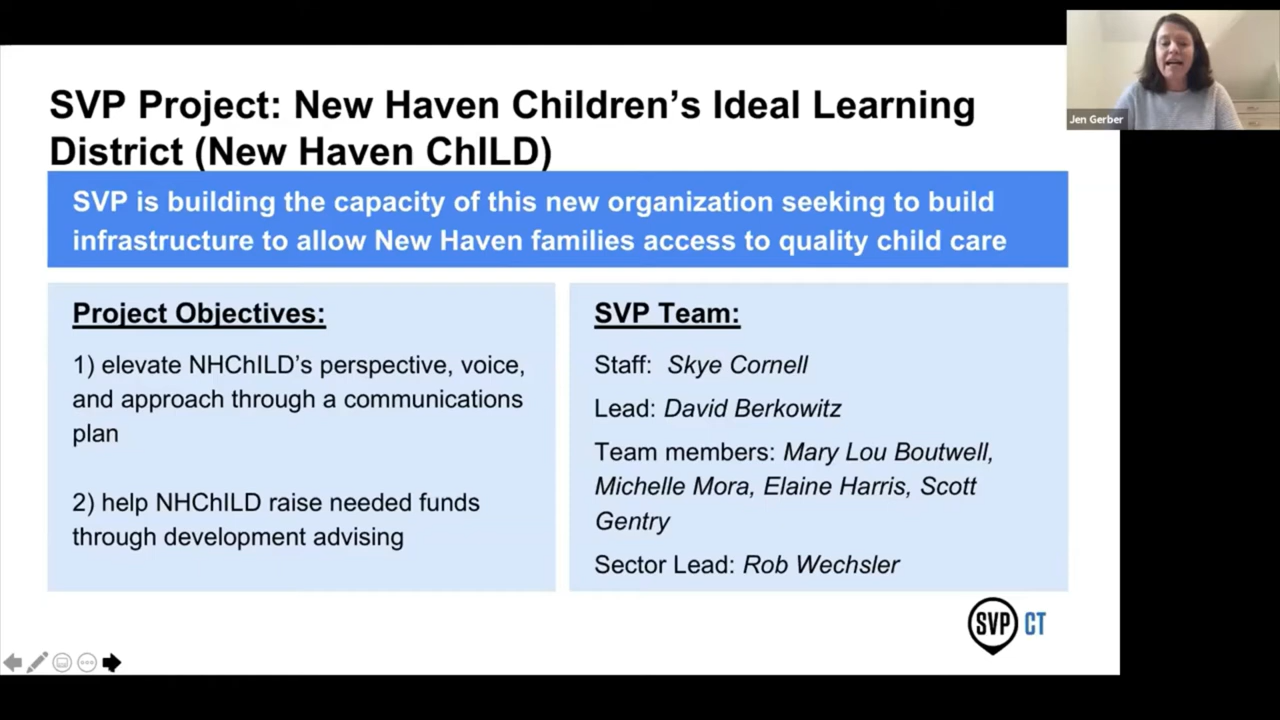 SVP Project: New Haven Children’s Ideal Learning
District (New Haven ChILD)
SVP is building the capacity of this new organization seeking to build
infrastructure to allow New Haven families access to quality child care
Project Objectives:
1) elevate NHChILD’s perspective, voice,
and approach through a communications
plan
2) help NHChILD raise needed funds
through development advising
SVP Team:
Staff: Skye Cornell
Lead: David Berkowitz
Team members: Mary Lou Boutwell,
Michelle Mora, Elaine Harris, Scott
Gentry
Sector Lead: Rob Wechsler
SVP CT
Jen Gerber